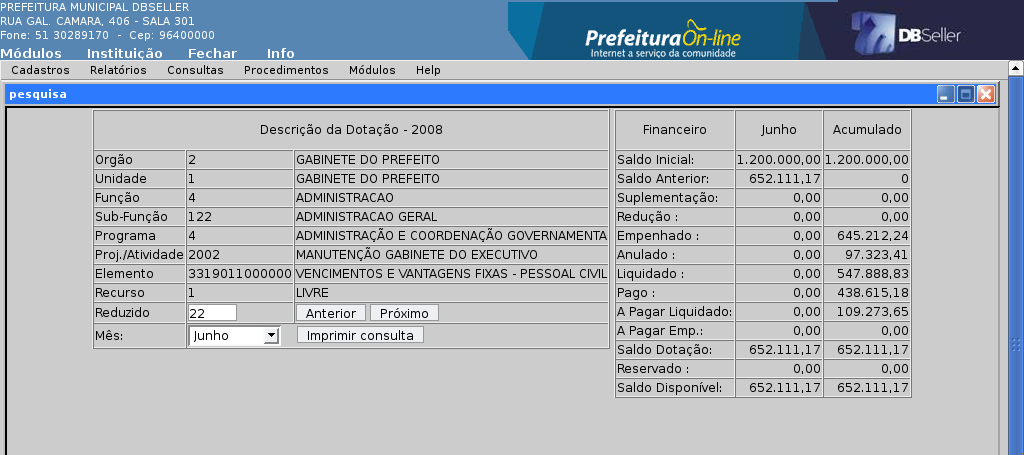 PREFEITURA MUNICIPAL DBSELLER
RUA GAL. CAMARA, 406 - SALA 301
Fone: 51 30289170 - Cep: 96400000
Prefeitura On-line
Internet a serviço da comunidade
DBSeller
Módulos Instituição Fechar Info
Cadastros Relatórios Consultas Procedimentos Módulos Help
pesquisa
Descrição da Dotação - 2008
Orgão 2 GABINETE DO PREFEITO
Unidade 1 GABINETE DO PREFEITO
Função 4 ADMINISTRACAO
Sub-Função 122 ADMINISTRACAO GERAL
Programa 4 ADMINISTRAÇÃO E COORDENAÇÃO GOVERNAMENTA
Proj./Atividade 2002 MANUTENÇÃO GABINETE DO EXECUTIVO
Elemento 3319011000000 VENCIMENTOS E VANTAGENS FIXAS - PESSOAL CIVIL
Recurso 1 LIVRE
Reduzido 22 Anterior Próximo
Mês: Junho Imprimir consulta
Financeiro Junho Acumulado
Saldo Inicial: 1.200.000,00 1.200.000,00
Saldo Anterior: 652.111,17 0
Suplementação: 0,00 0,00
Redução : 0,00 0,00
Empenhado : 0,00 645.212,24
Anulado : 0,00 97.323,41
Liquidado : 0,00 547.888,83
Pago : 0,00 438.615,18
A Pagar Liquidado: 0,00 109.273,65
A Pagar Emp.: 0,00 0,00
Saldo Dotação: 652.111,17 652.111,17
Reservado : 0,00 0,00
Saldo Disponível: 652.111,17 652.111,17